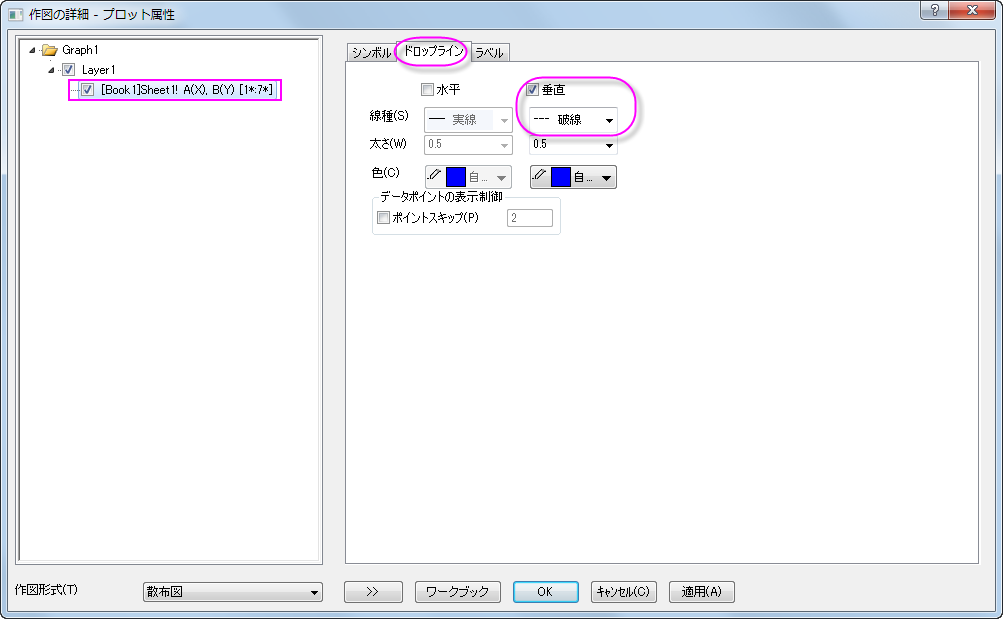 作図の詳細 - プロット属性
Graph1
Layer1
[Book1]Sheet1! A(X), B(Y) [1*:7*]
シンボル ドロップライン ラベル
水平 垂直
線種(S) 実線 破線
太さ(W) 0.5 0.5
色(C) 自... 自...
データポイントの表示制御
ポイントスキップ(P) 2
作図形式(T) 散布図 >> ワークブック OK キャンセル(C) 適用(A)